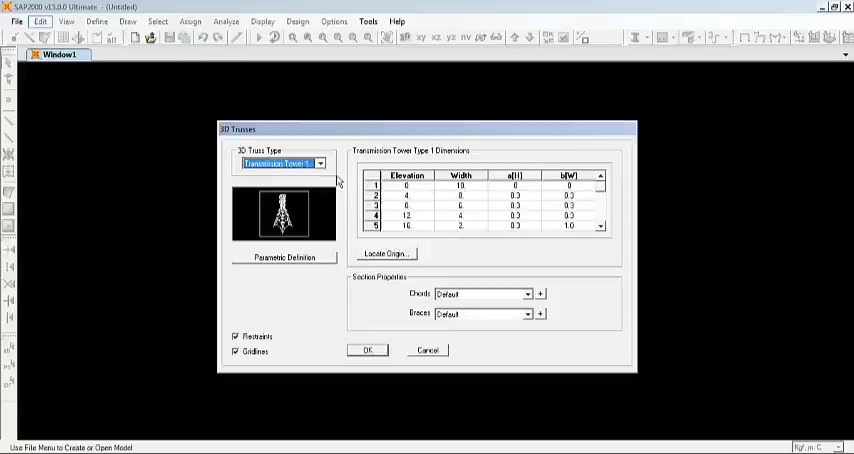 SAP2000 v15.0.0 Ultimate - (Untitled)
File Edit View Define Draw Select Assign Analyze Display Design Options Tools Help
xy xz yz nv
Window1
3D Trusses
3D Truss Type
Transmission Tower 1
Parametric Definition
Restraints
Gridlines
Transmission Tower Type 1 Dimensions
Elevation Width a[H] b[W]
1 0. 10. 0 0
2 4. 8. 0.3 0.3
3 8. 6. 0.3 0.3
4 12. 4. 0.3 0.3
5 16. 2. 0.3 1.0
Locate Origin...
Section Properties
Chords Default +
Braces Default +
OK Cancel
Use File Menu to Create or Open Model
Kgf, m, C